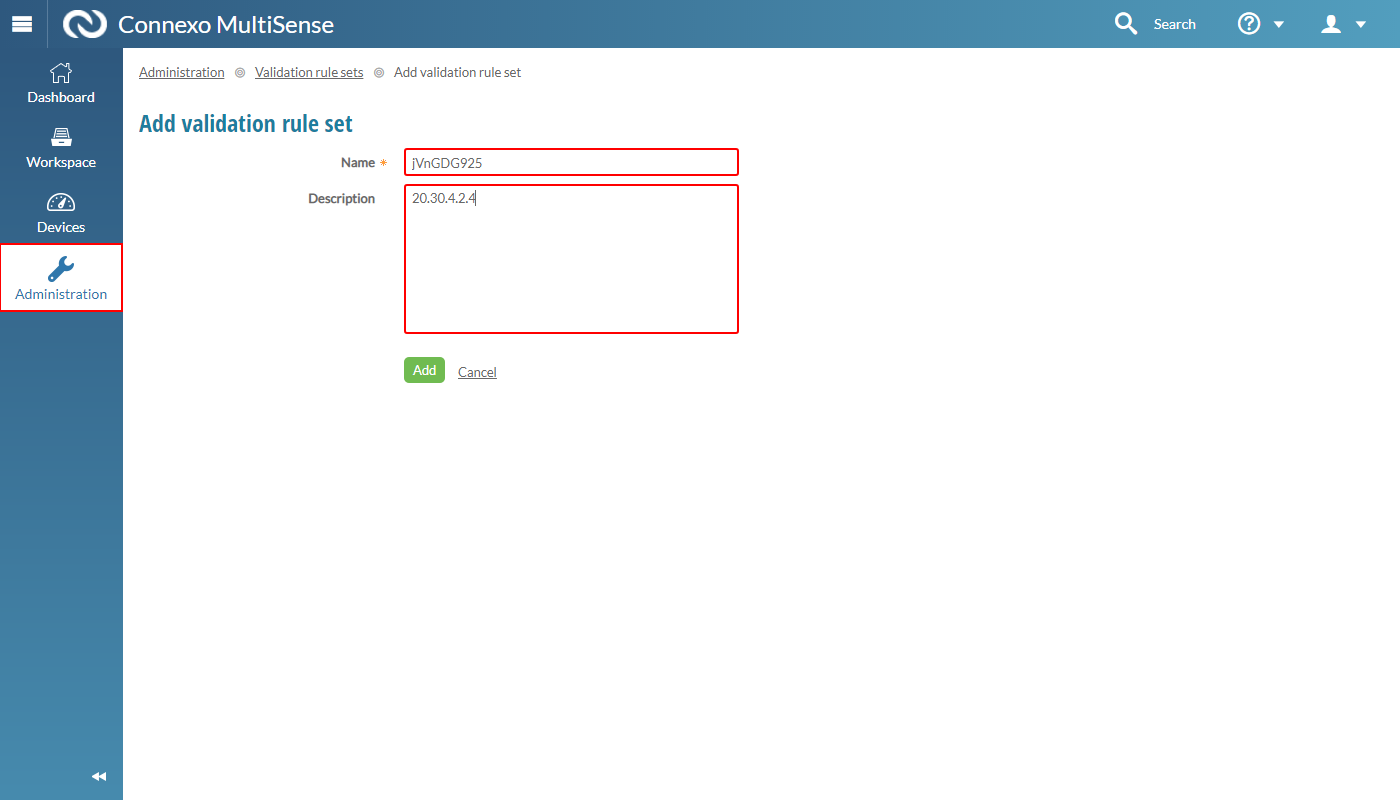 Connexo MultiSense
Search
Dashboard
Workspace
Devices
Administration
Administration Validation rule sets Add validation rule set
Add validation rule set
Name *
jVnGDG925
Description
20.30.4.2.4
Add Cancel